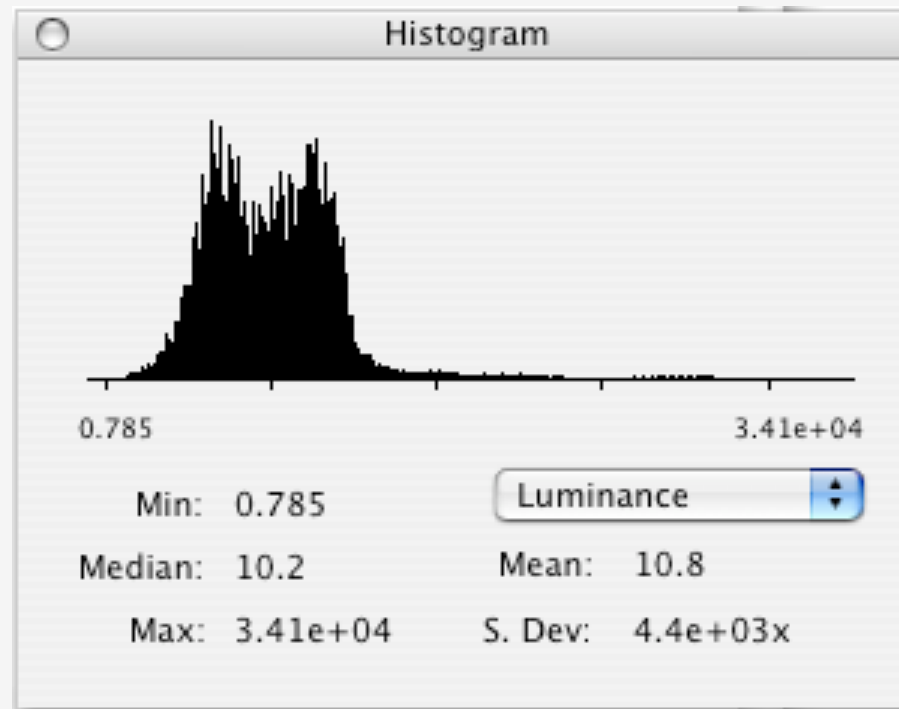 Histogram
0.785 3.41e+04
Min: 0.785 Luminance
Median: 10.2 Mean: 10.8
Max: 3.41e+04 S. Dev: 4.4e+03x